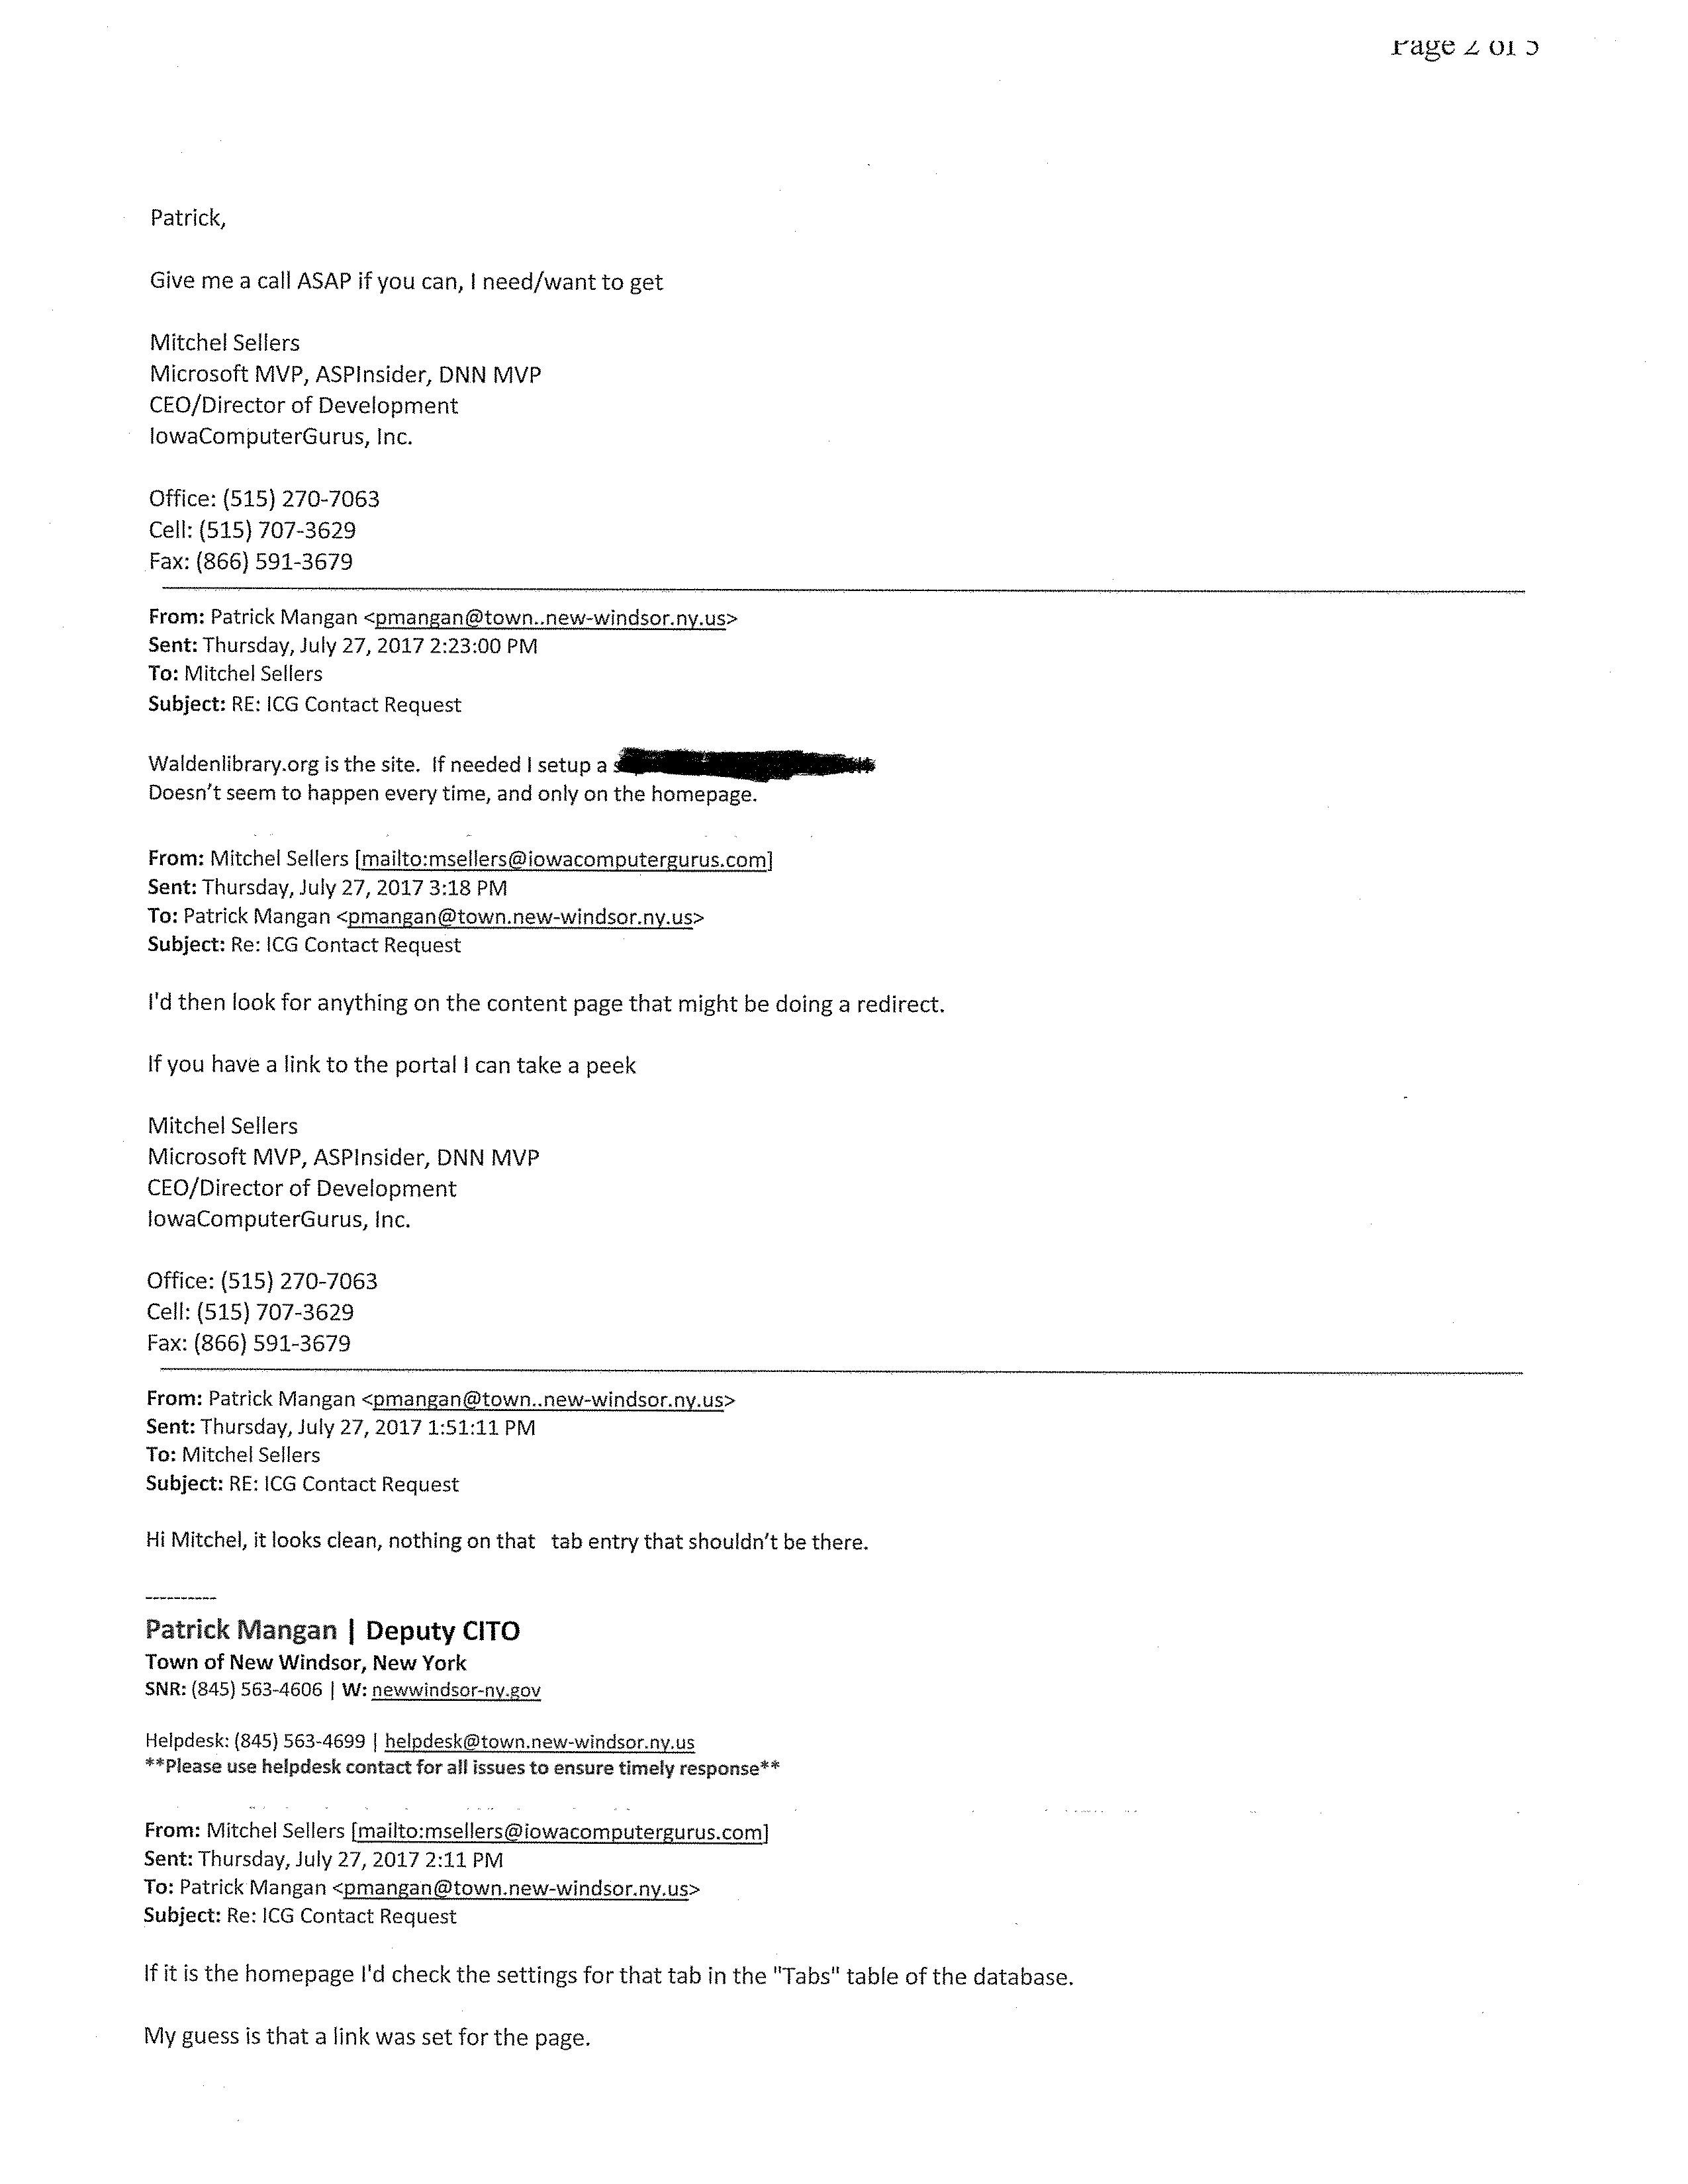 Page 2 of 5
Patrick,
Give me a call ASAP if you can, I need/want to get
Mitchel Sellers
Microsoft MVP, ASPInsider, DNN MVP
CEO/Director of Development
IowaComputerGurus, Inc.
Office: (515) 270-7063
Cell: (515) 707-3629
Fax: (866) 591-3679
From: Patrick Mangan <pmangan@town..new-windsor.ny.us>
Sent: Thursday, July 27, 2017 2:23:00 PM
To: Mitchel Sellers
Subject: RE: ICG Contact Request
Waldenlibrary.org is the site.  If needed I setup a
Doesn't seem to happen every time, and only on the homepage.
From: Mitchel Sellers [mailto:msellers@iowacomputergurus.com]
Sent: Thursday, July 27, 2017 3:18 PM
To: Patrick Mangan <pmangan@town.new-windsor.ny.us>
Subject: Re: ICG Contact Request
I'd then look for anything on the content page that might be doing a redirect.
If you have a link to the portal I can take a peek
Mitchel Sellers
Microsoft MVP, ASPInsider, DNN MVP
CEO/Director of Development
IowaComputerGurus, Inc.
Office: (515) 270-7063
Cell: (515) 707-3629
Fax: (866) 591-3679
From: Patrick Mangan <pmangan@town..new-windsor.ny.us>
Sent: Thursday, July 27, 2017 1:51:11 PM
To: Mitchel Sellers
Subject: RE: ICG Contact Request
Hi Mitchel, it looks clean, nothing on that  tab entry that shouldn't be there.
----------
Patrick Mangan | Deputy CITO
Town of New Windsor, New York
SNR: (845) 563-4606 | W: newwindsor-ny.gov
Helpdesk: (845) 563-4699 | helpdesk@town.new-windsor.ny.us
**Please use helpdesk contact for all issues to ensure timely response**
From: Mitchel Sellers [mailto:msellers@iowacomputergurus.com]
Sent: Thursday, July 27, 2017 2:11 PM
To: Patrick Mangan <pmangan@town.new-windsor.ny.us>
Subject: Re: ICG Contact Request
If it is the homepage I'd check the settings for that tab in the "Tabs" table of the database.
My guess is that a link was set for the page.